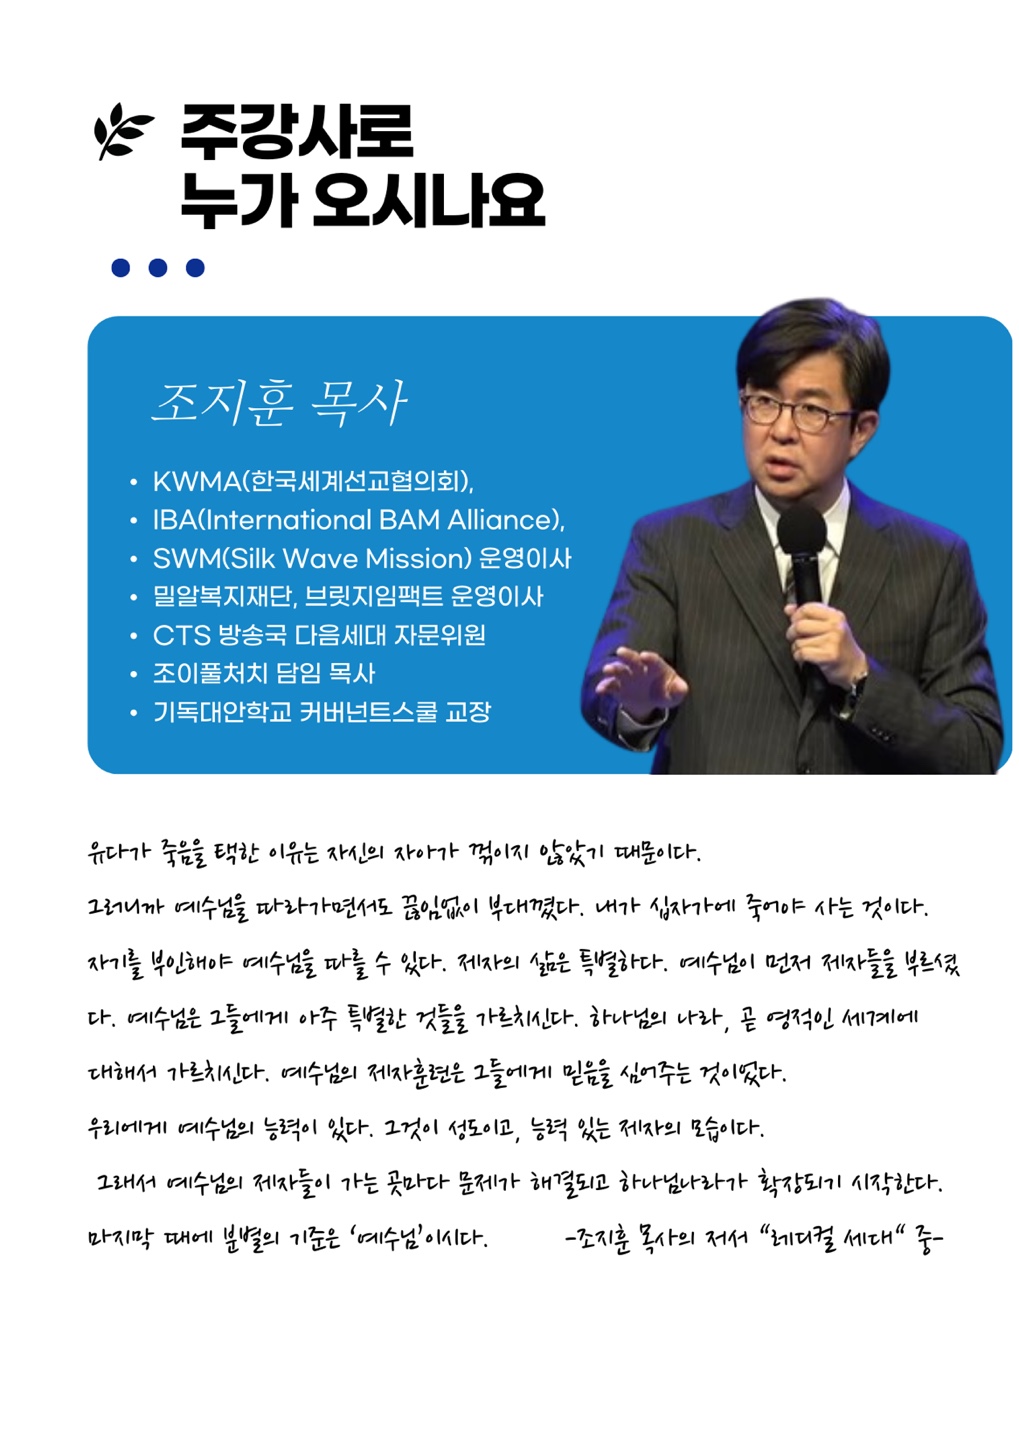 주강사로
누가 오시나요
조지훈 목사
• KWMA(한국세계선교협의회),
• IBA(International BAM Alliance),
• SWM(Silk Wave Mission) 운영이사
• 밀알복지재단, 브릿지임팩트 운영이사
• CTS 방송국 다음세대 자문위원
• 조이풀처치 담임 목사
• 기독대안학교 커버넌트스쿨 교장
유다가 죽음을 택한 이유는 자신의 자아가 꺾이지 않았기 때문이다.
그러니까 예수님을 따라가면서도 끊임없이 부대꼈다. 내가 십자가에 죽어야 사는 것이다.
자기를 부인해야 예수님을 따를 수 있다. 제자의 삶은 특별하다. 예수님이 먼저 제자들을 부르셨
다. 예수님은 그들에게 아주 특별한 것들을 가르치신다. 하나님의 나라, 곧 영적인 세계에
대해서 가르치신다. 예수님의 제자훈련은 그들에게 믿음을 심어주는 것이었다.
우리에게 예수님의 능력이 있다. 그것이 성도이고, 능력 있는 제자의 모습이다.
그래서 예수님의 제자들이 가는 곳마다 문제가 해결되고 하나님나라가 확장되기 시작한다.
마지막 때에 분별의 기준은 ‘예수님’이시다. -조지훈 목사의 저서 “레디컬 세대“ 중-